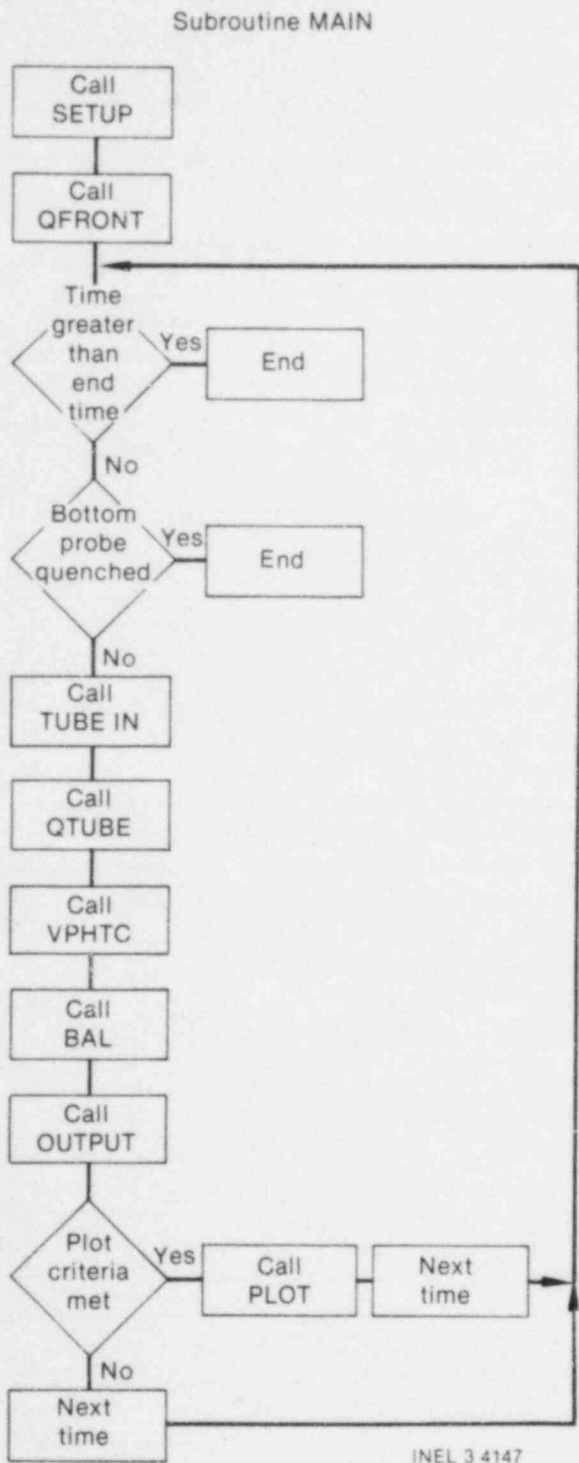 Subroutine MAIN
Call
SETUP
Call
QFRONT
Time
greater
than
end
time
Yes
End
No
Bottom
probe
quenched
Yes
End
No
Call
TUBE IN
Call
QTUBE
Call
VPHTC
Call
BAL
Call
OUTPUT
Plot
criteria
met
Yes
Call
PLOT
Next
time
No
Next
time
INEL 3 4147